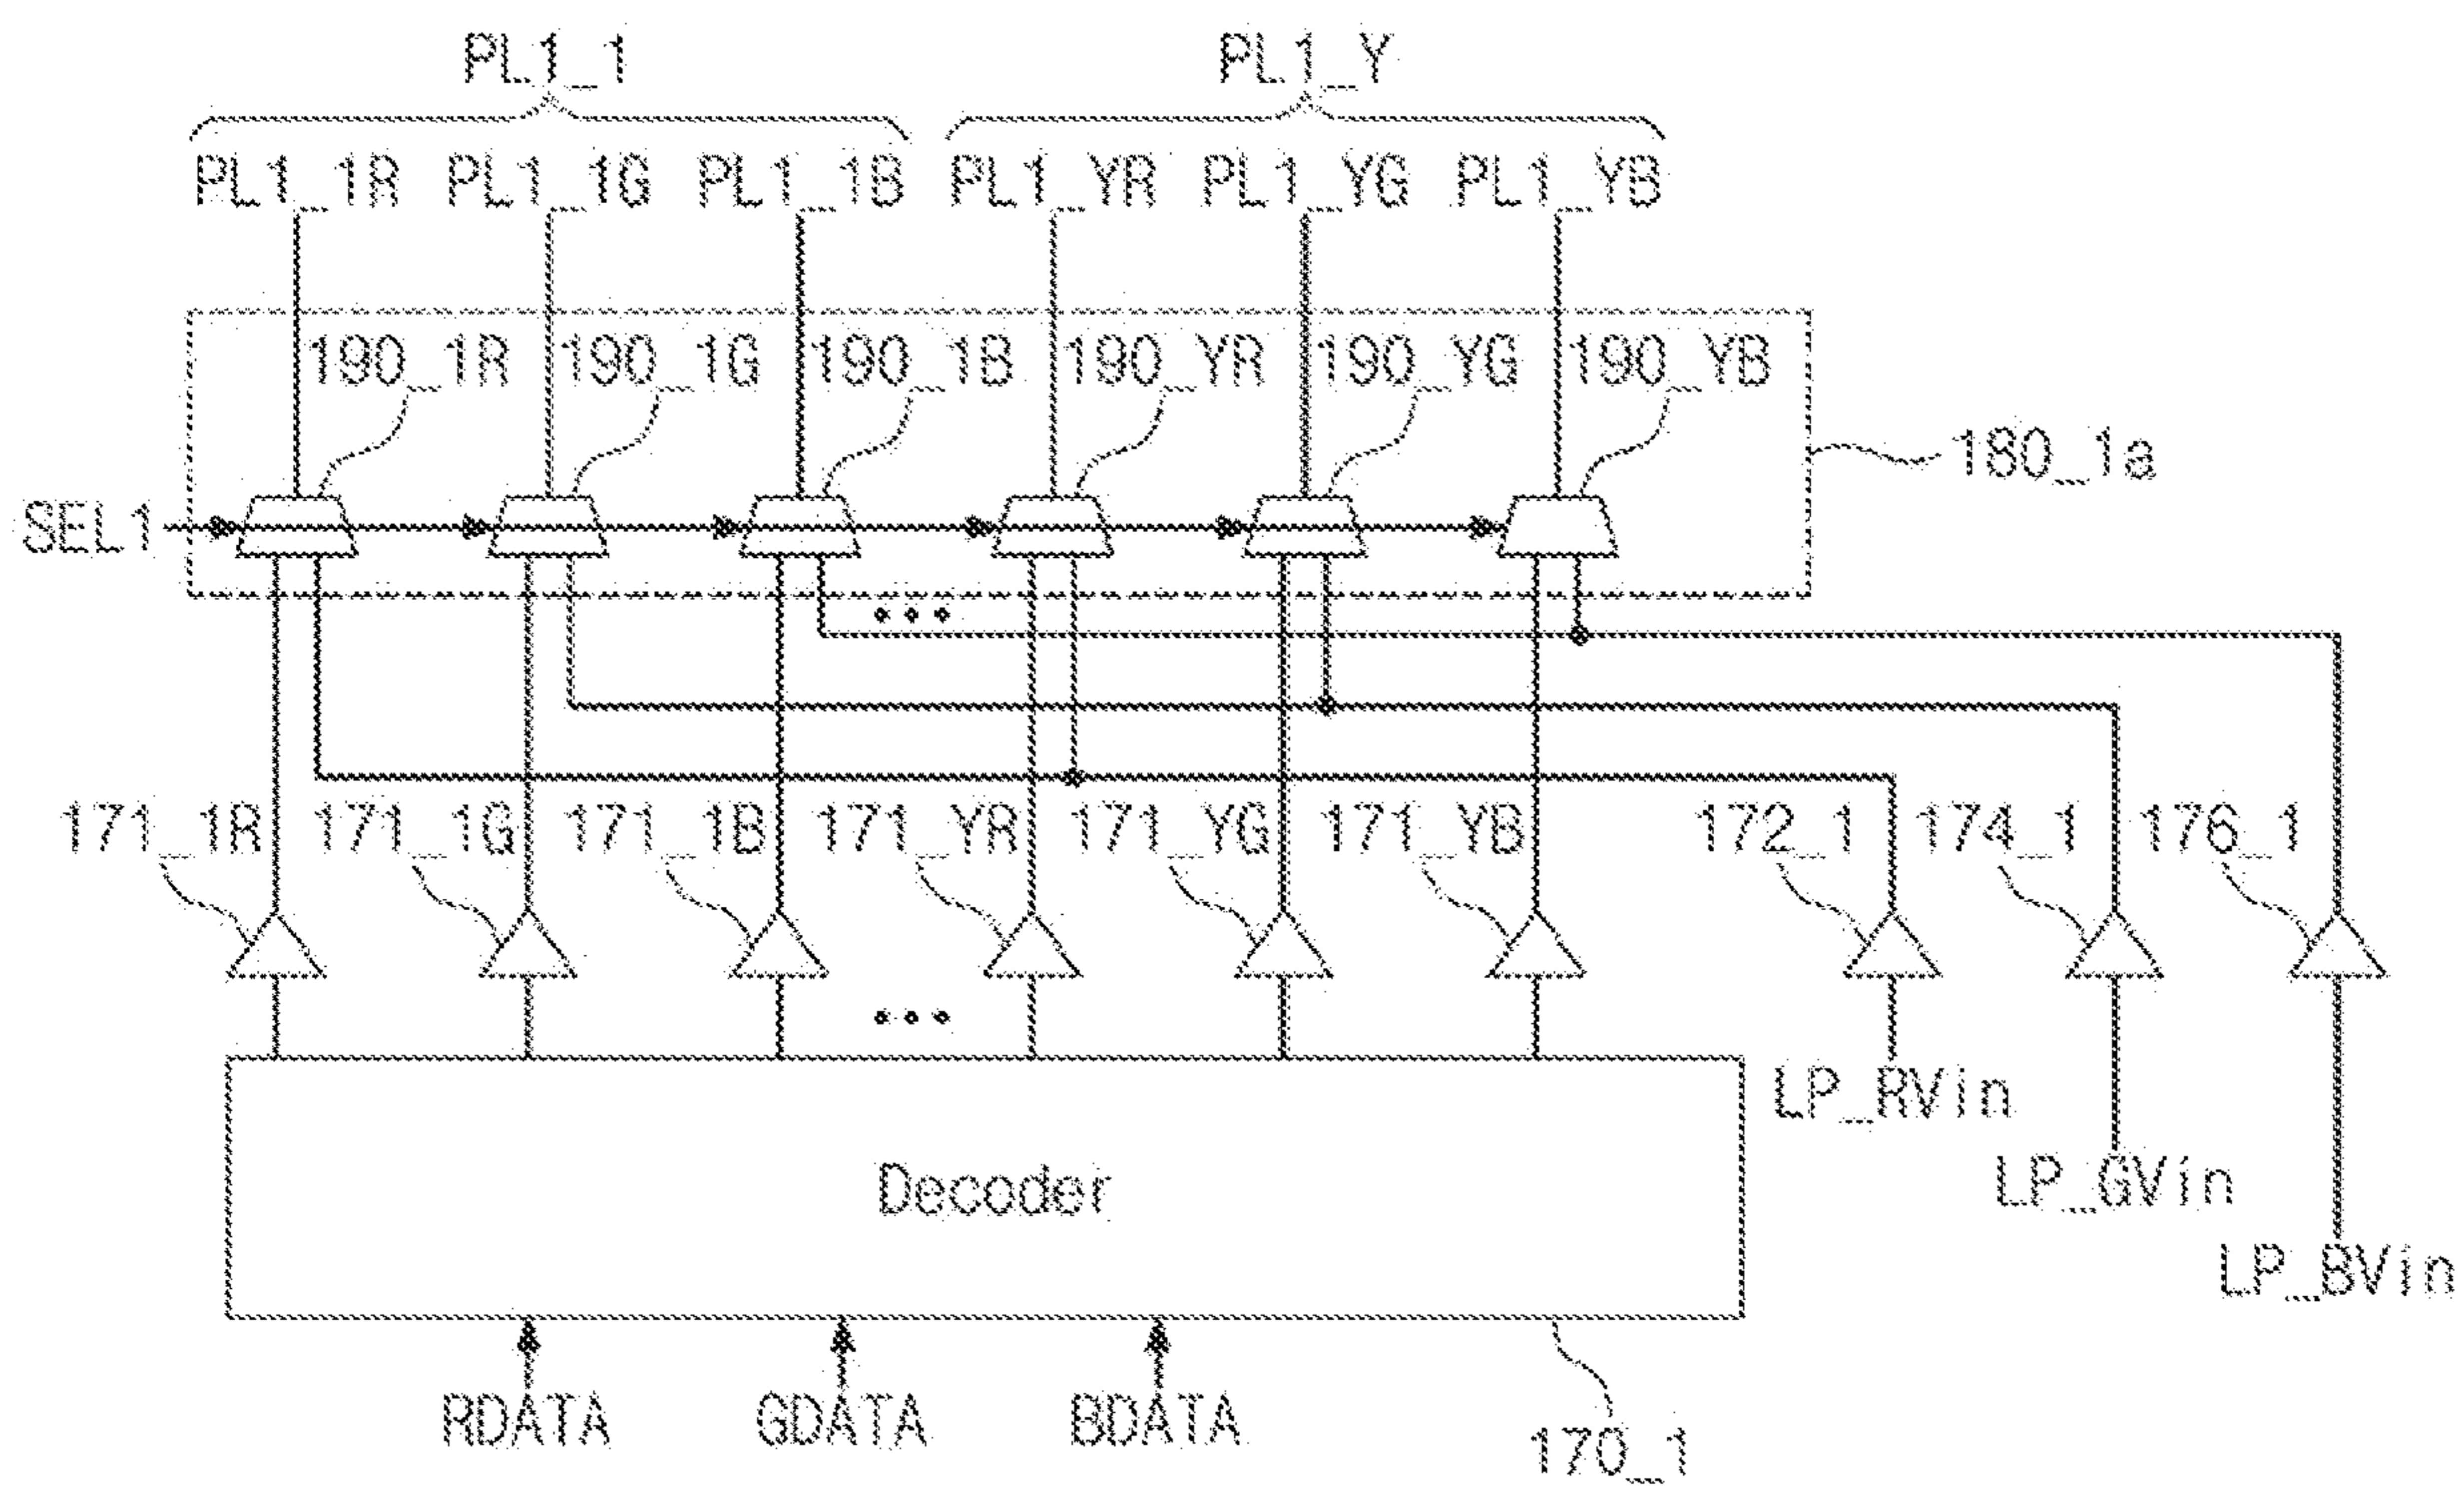 PL1_1 PL1_Y
PL1_1R PL1_1G PL1_1B PL1_YR PL1_YG PL1_YB
190_1R 190_1G 190_1B 190_YR 190_YG 190_YB
180_1a
SEL1
171_1R 171_1G 171_1B 171_YR 171_YG 171_YB 172_1 174_1 176_1
LP_RVin
Decoder
LP_GVin
LP_BVin
RDATA GDATA BDATA
170_1